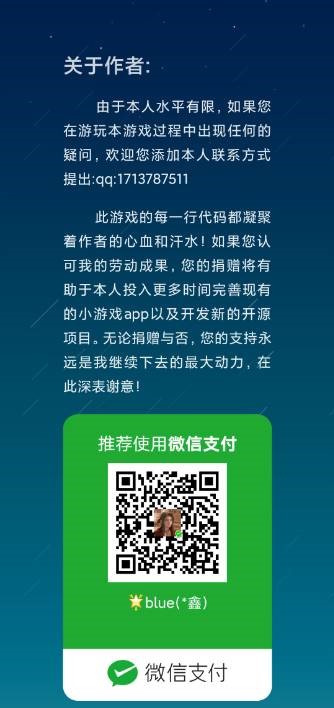 关于作者:
由于本人水平有限，如果您
在游玩本游戏过程中出现任何的
疑问，欢迎您添加本人联系方式
提出:qq:1713787511
此游戏的每一行代码都凝聚
着作者的心血和汗水！如果您认
可我的劳动成果，您的捐赠将有
助于本人投入更多时间完善现有
的小游戏app以及开发新的开源
项目。无论捐赠与否，您的支持永
远是我继续下去的最大动力，在
此深表谢意！
推荐使用微信支付
🌟blue(*鑫)
微信支付